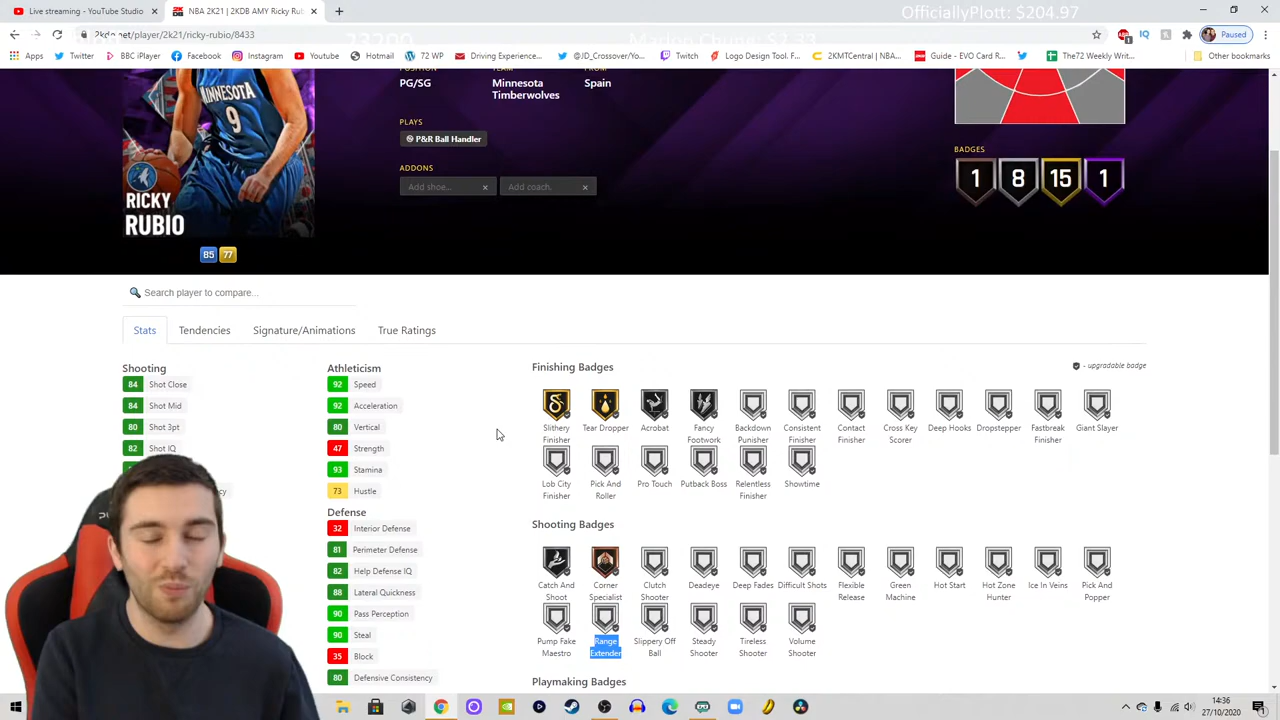 Live streaming - YouTube Studio
NBA 2K21 | 2KDB AMY Ricky Rub
OfficiallyPlott: $204.97
2kdb.net/player/2k21/ricky-rubio/8433
Paused
Apps Twitter BBC iPlayer Facebook Instagram Youtube Hotmail 72 WP Driving Experience... @JD_Crossover/Yo... Twitch Logo Design Tool, F... 2KMTCentral | NBA... Guide - EVO Card R... The72 Weekly Writ... Other bookmarks
POSITION TEAM FROM
PG/SG Minnesota Timberwolves Spain
PLAYS
P&R Ball Handler
ADDONS
Add shoe... × Add coach. ×
BADGES
1 8 15 1
MINNESOTA
9
RICKY
RUBIO
85 77
Search player to compare...
Stats Tendencies Signature/Animations True Ratings
- upgradable badge
Shooting
84 Shot Close
84 Shot Mid
80 Shot 3pt
82 Shot IQ
Athleticism
92 Speed
92 Acceleration
80 Vertical
47 Strength
93 Stamina
73 Hustle
Defense
32 Interior Defense
81 Perimeter Defense
82 Help Defense IQ
88 Lateral Quickness
90 Pass Perception
90 Steal
35 Block
80 Defensive Consistency
Finishing Badges
Slithery Finisher Tear Dropper Acrobat Fancy Footwork Backdown Punisher Consistent Finisher Contact Finisher Cross Key Scorer Deep Hooks Dropstepper Fastbreak Finisher Giant Slayer
Lob City Finisher Pick And Roller Pro Touch Putback Boss Relentless Finisher Showtime
Shooting Badges
Catch And Shoot Corner Specialist Clutch Shooter Deadeye Deep Fades Difficult Shots Flexible Release Green Machine Hot Start Hot Zone Hunter Ice In Veins Pick And Popper
Pump Fake Maestro Range Extender Slippery Off Ball Steady Shooter Tireless Shooter Volume Shooter
Playmaking Badges
14:36
27/10/2020